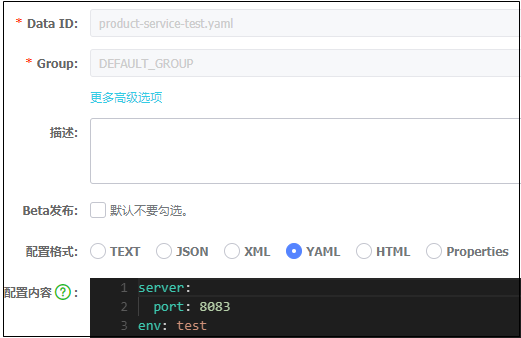 * Data ID: product-service-test.yaml
* Group: DEFAULT_GROUP
更多高级选项
描述:
Beta发布: 默认不要勾选。
配置格式: TEXT JSON XML YAML HTML Properties
配置内容 ? :
1 server:
2   port: 8083
3 env: test